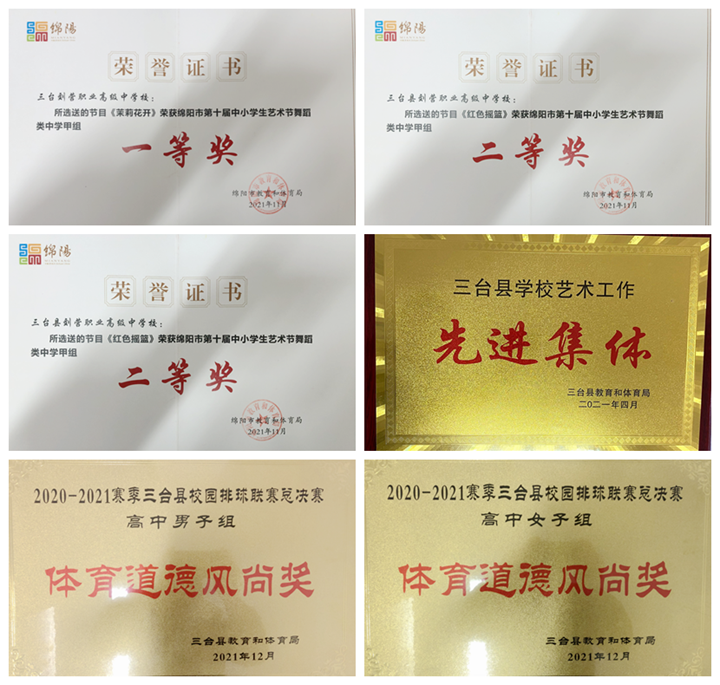 绵陽
荣誉证书
三台刘营职业高级中学校：
所选送的节目《茉莉花开》荣获绵阳市第十届中小学生艺术节舞蹈
类中学甲组
一等奖
绵阳市教育和体育局
2021年11月
绵陽
荣誉证书
三台县刘营职业高级中学校：
所选送的节目《红色摇篮》荣获绵阳市第十届中小学生艺术节舞蹈
类中学甲组
二等奖
绵阳市教育和体育局
2021年11月
绵陽
荣誉证书
三台县刘营职业高级中学校：
所选送的节目《红色摇篮》荣获绵阳市第十届中小学生艺术节舞蹈
类中学甲组
二等奖
绵阳市教育和体育局
2021年11月
三台县学校艺术工作
先进集体
三台县教育和体育局
二〇二一年四月
2020-2021赛季三台县校园排球联赛总决赛
高中男子组
体育道德风尚奖
三台县教育和体育局
2021年12月
2020-2021赛季三台县校园排球联赛总决赛
高中女子组
体育道德风尚奖
三台县教育和体育局
2021年12月